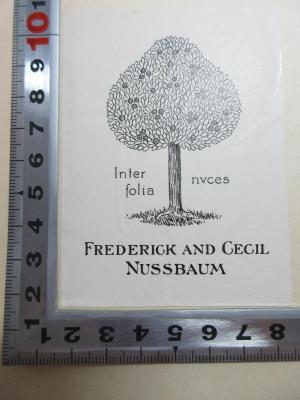 Inter nvces
folia
FREDERICK AND CECIL
NUSSBAUM
1 2 3 4 5 6 7 8 9 10 1
1 2 3 4 5 6 7 8